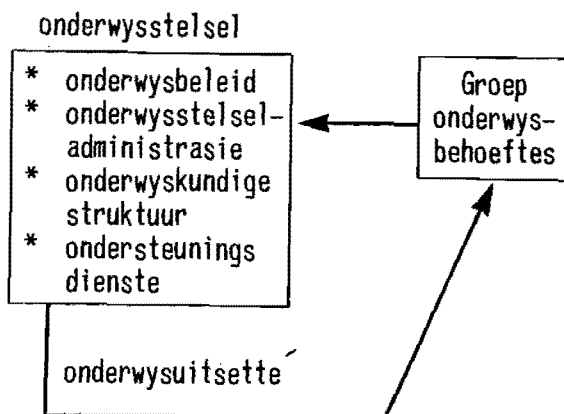 onderwysstelsel
* onderwysbeleid
* onderwysstelsel-
administrasie
* onderwyskundige
struktuur
* ondersteunings
dienste
Groep
onderwys-
behoeftes
onderwysuitsette